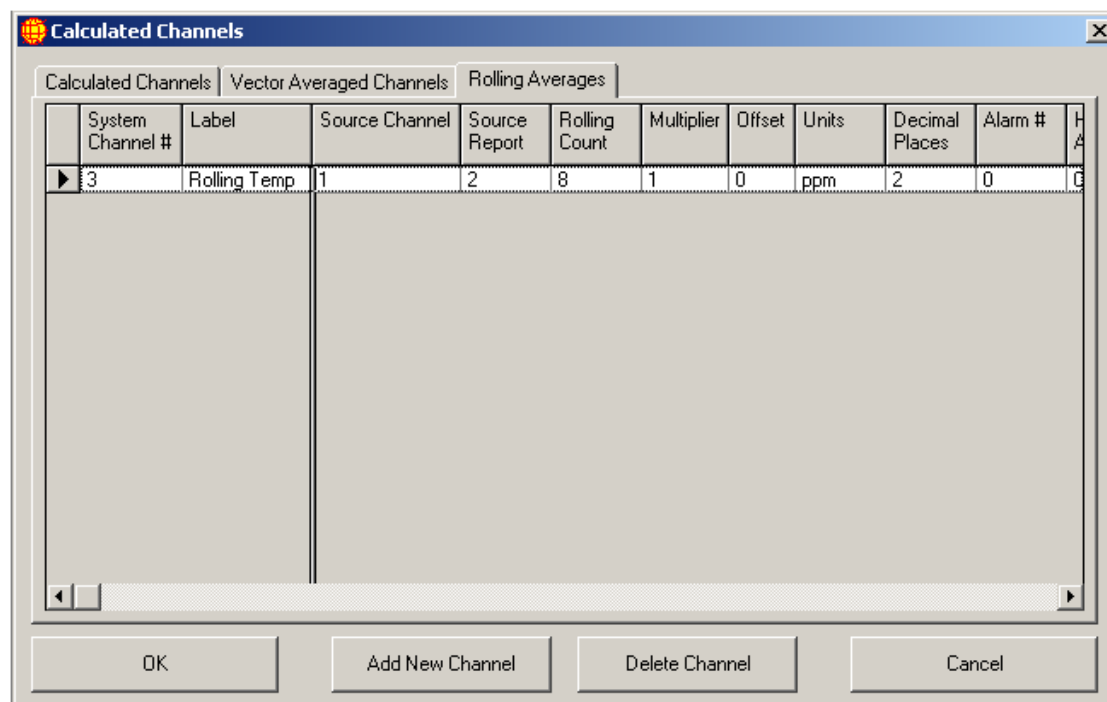 Calculated Channels
Calculated Channels Vector Averaged Channels Rolling Averages
System Channel # Label Source Channel Source Report Rolling Count Multiplier Offset Units Decimal Places Alarm #
3 Rolling Temp 1 2 8 1 0 ppm 2 0
OK Add New Channel Delete Channel Cancel